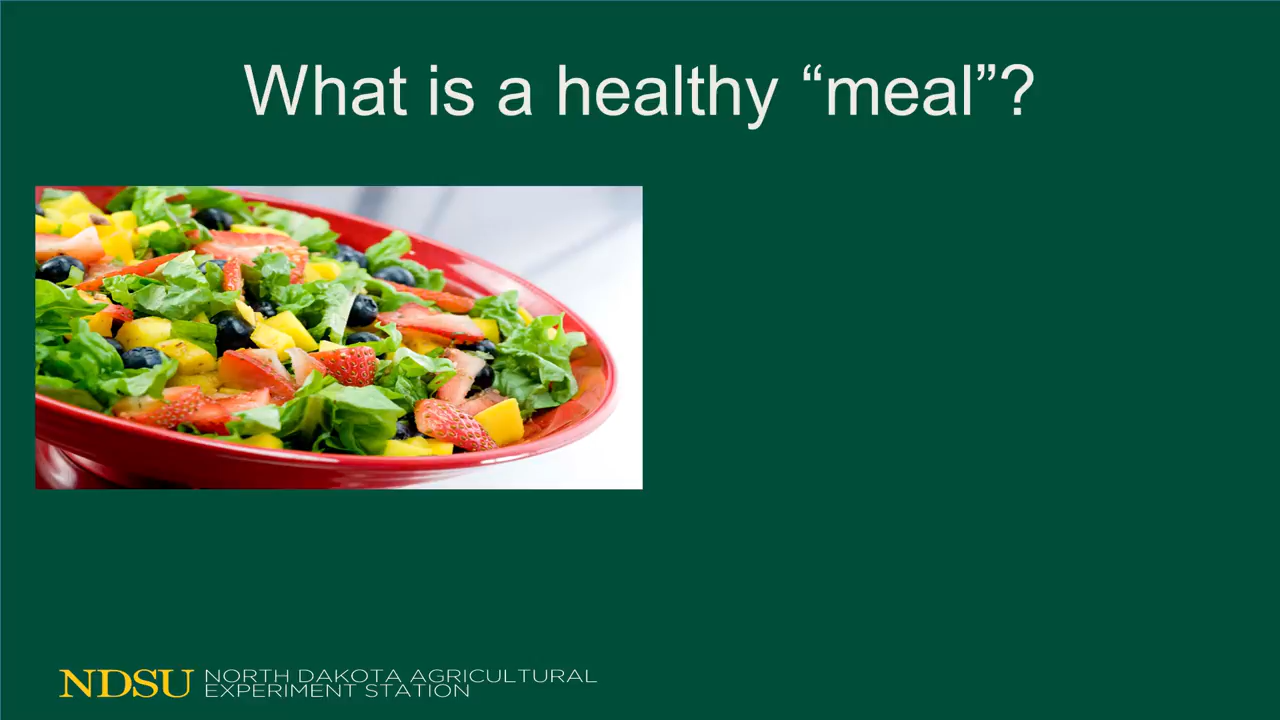 What is a healthy “meal”?
NDSU NORTH DAKOTA AGRICULTURAL
EXPERIMENT STATION